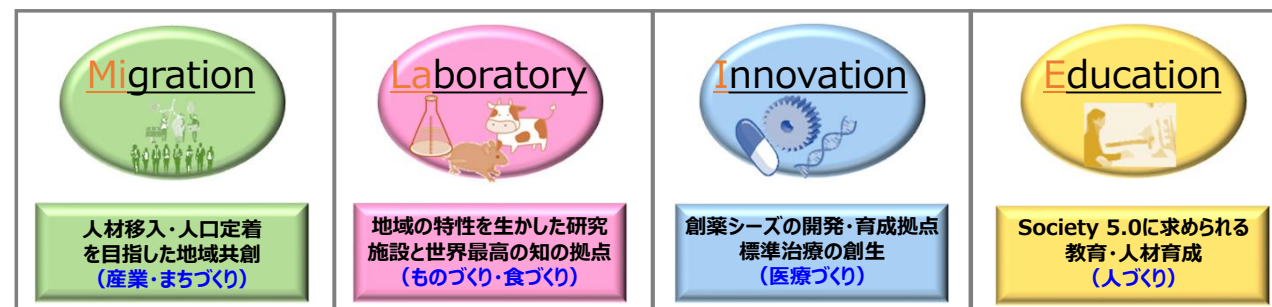 Migration
人材移入・人口定着
を目指した地域共創
(産業・まちづくり)
Laboratory
地域の特性を生かした研究
施設と世界最高の知の拠点
(ものづくり・食づくり)
Innovation
創薬シーズの開発・育成拠点
標準治療の創生
(医療づくり)
Education
Society 5.0に求められる
教育・人材育成
(人づくり)